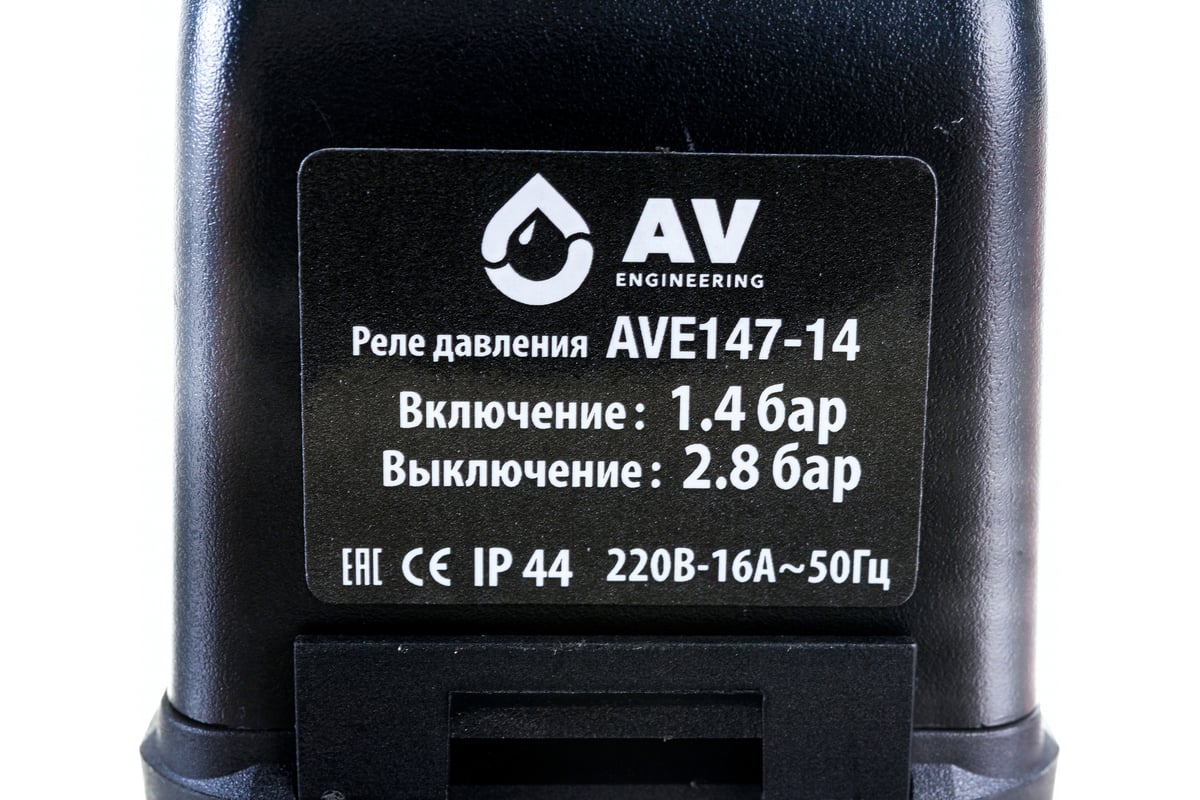 AV
ENGINEERING
Реле давления AVE147-14
Включение: 1.4 бар
Выключение: 2.8 бар
EAC CE IP 44 220В-16А~50Гц